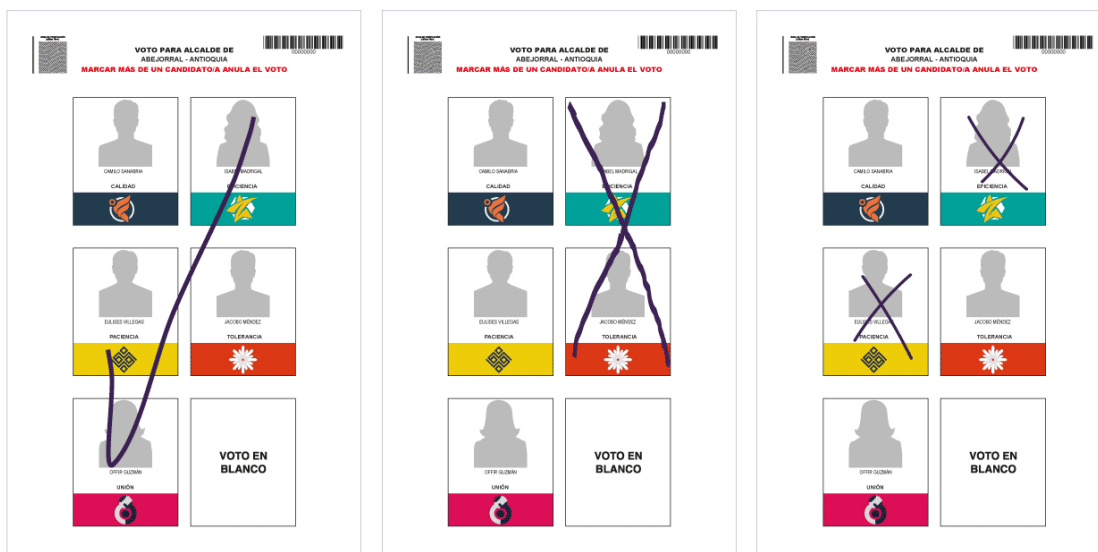 VOTO PARA ALCALDE DE
ABEJORRAL - ANTIOQUIA
MARCAR MÁS DE UN CANDIDATO/A ANULA EL VOTO
00000000
CAMILO SANABRIA
CALIDAD
ISABEL MADRIGAL
EFICIENCIA
EULISES VILLEGAS
PACIENCIA
JACOBO MÉNDEZ
TOLERANCIA
OFFIR GUZMÁN
UNIÓN
VOTO EN
BLANCO
VOTO PARA ALCALDE DE
ABEJORRAL - ANTIOQUIA
MARCAR MÁS DE UN CANDIDATO/A ANULA EL VOTO
00000000
CAMILO SANABRIA
CALIDAD
ISABEL MADRIGAL
EFICIENCIA
EULISES VILLEGAS
PACIENCIA
JACOBO MÉNDEZ
TOLERANCIA
OFFIR GUZMÁN
UNIÓN
VOTO EN
BLANCO
VOTO PARA ALCALDE DE
ABEJORRAL - ANTIOQUIA
MARCAR MÁS DE UN CANDIDATO/A ANULA EL VOTO
00000000
CAMILO SANABRIA
CALIDAD
ISABEL MADRIGAL
EFICIENCIA
EULISES VILLEGAS
PACIENCIA
JACOBO MÉNDEZ
TOLERANCIA
OFFIR GUZMÁN
UNIÓN
VOTO EN
BLANCO